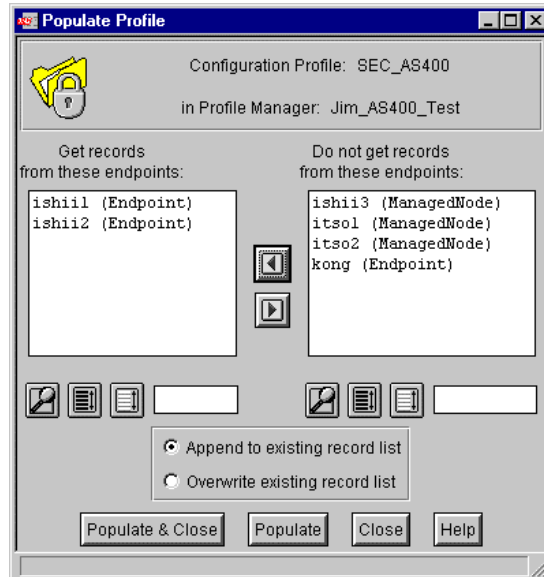 Populate Profile
Configuration Profile: SEC_AS400
in Profile Manager: Jim_AS400_Test
Get records
from these endpoints:
Do not get records
from these endpoints:
ishii1 (Endpoint)
ishii2 (Endpoint)
ishii3 (ManagedNode)
itso1 (ManagedNode)
itso2 (ManagedNode)
kong (Endpoint)
Append to existing record list
Overwrite existing record list
Populate & Close
Populate
Close
Help